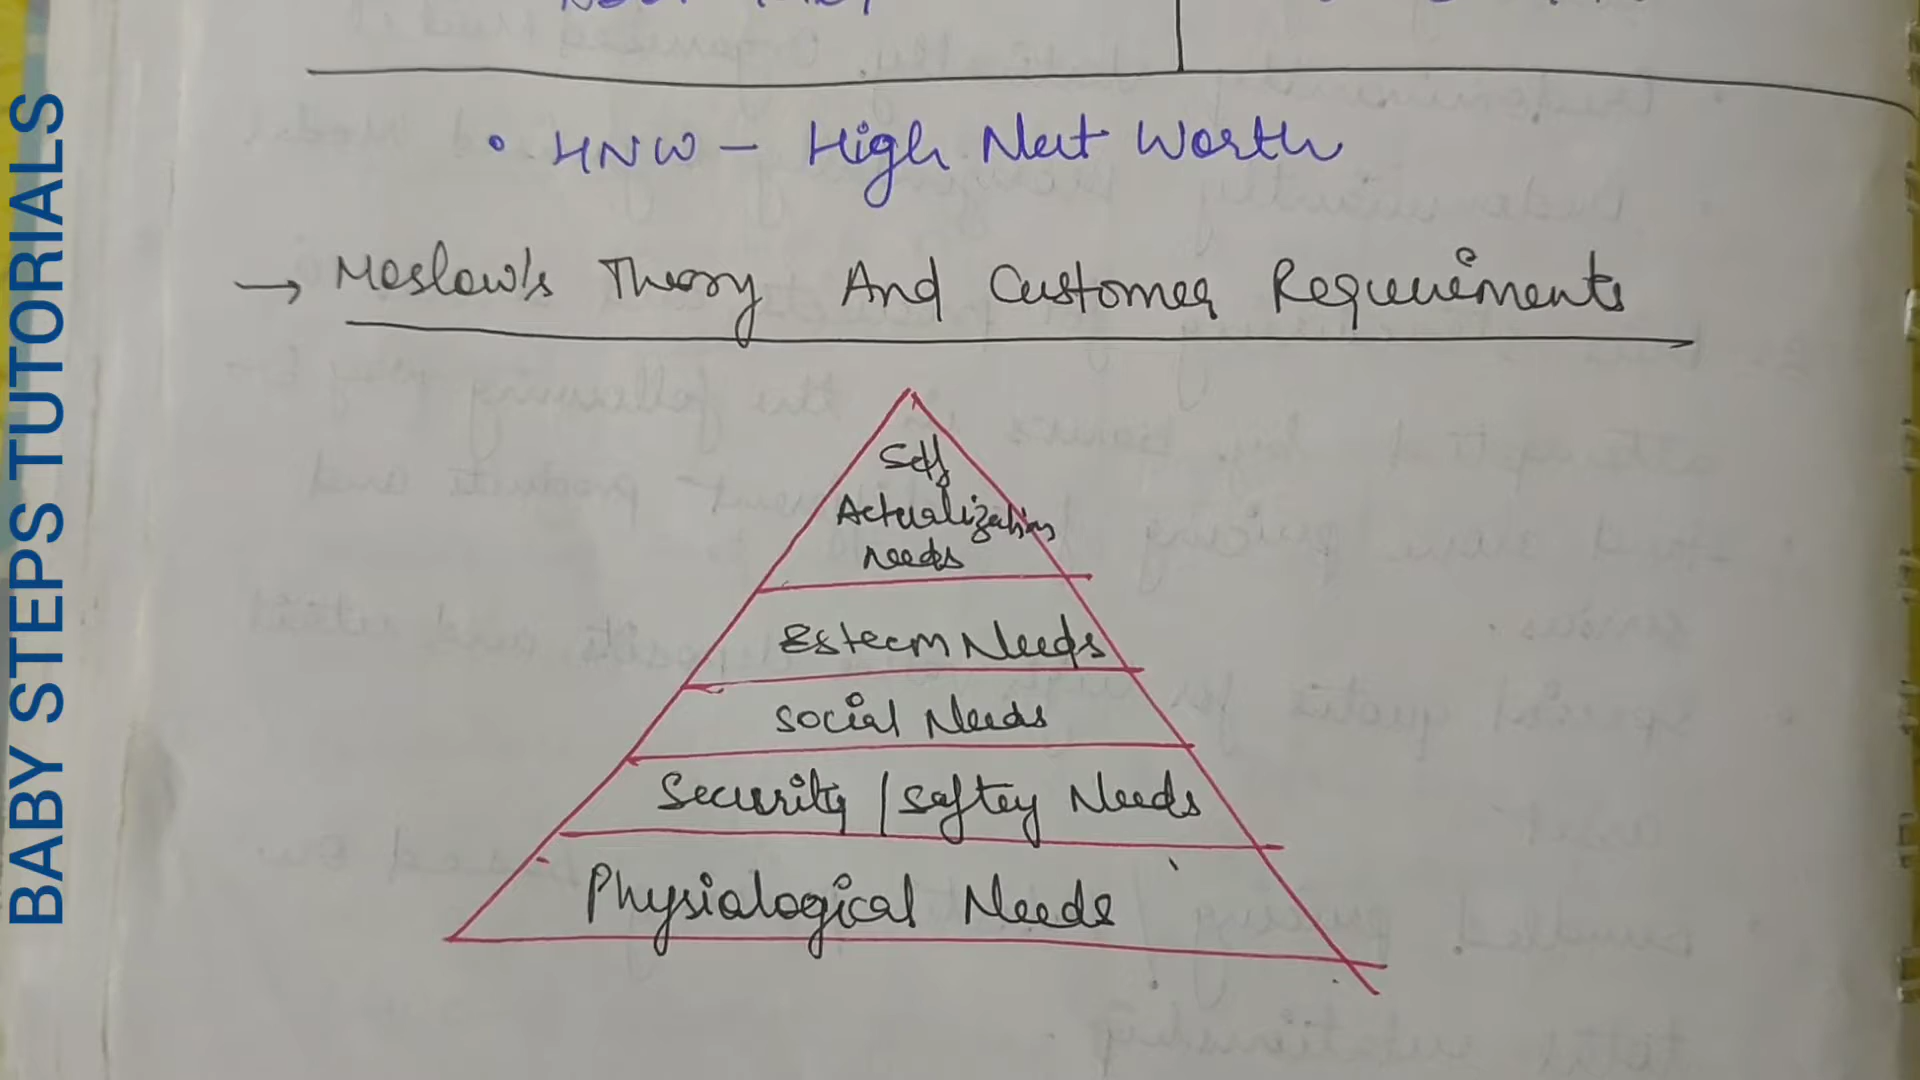 BABY STEPS TUTORIALS
• HNW - High Net Worth
→ Maslow's Theory And Customer Requirements
Self
Actualization
needs
Esteem Needs
Social Needs
Security / Saftey Needs
Physiological Needs